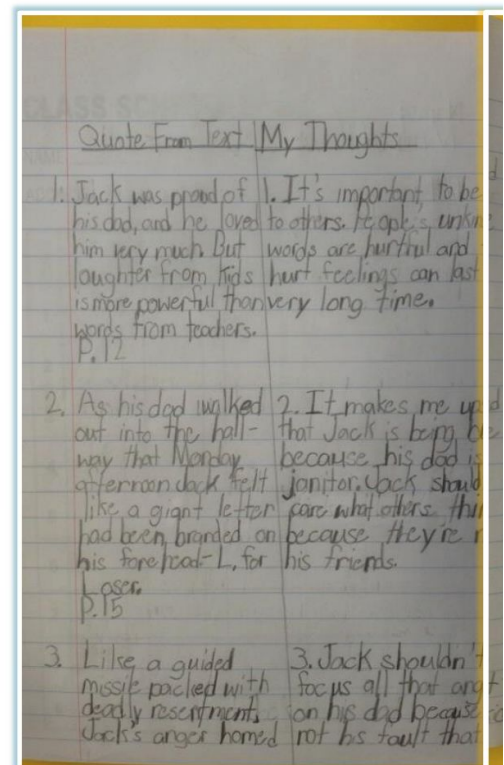 Quote From Text | My Thoughts
1. Jack was proud of
his dad, and he loved
him very much. But
laughter from kids
is more powerful than
words from teachers.
P. 12
1. It's important to be
to others. People's
words are hurtful and
hurt feelings can last
very long time.
2. As his dad walked
out into the hall-
way that Monday
afternoon Jack felt
like a giant letter
had been branded on
his forehead-L, for
Loser.
P. 15
2. It makes me
that Jack is being
because his dad is
janitor. Jack should
care what others
because they're
his friends.
3. Like a guided
missile packed with
deadly resentment,
Jack's anger homed
3. Jack shouldn't
focus all that
on his dad because
not his fault that